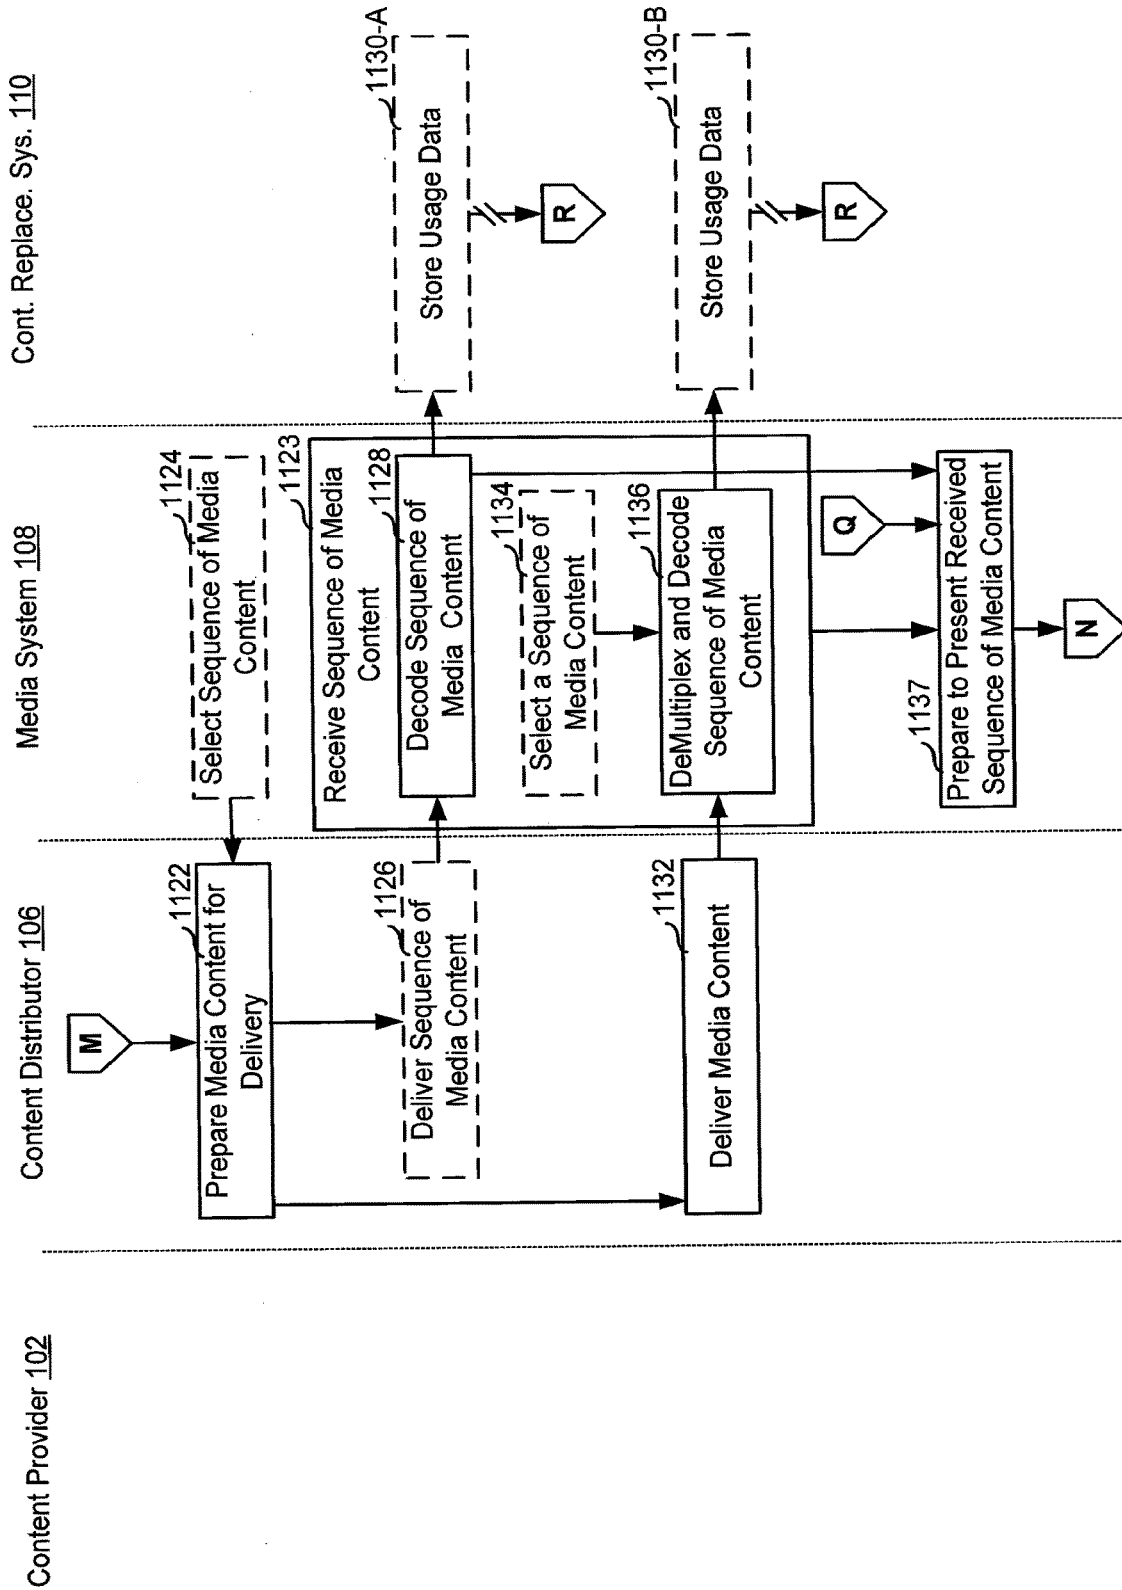 Content Provider 102
Content Distributor 106
Media System 108
Cont. Replace. Sys. 110
M
1122
Prepare Media Content for
Delivery
1124
Select Sequence of Media
Content
1123
Receive Sequence of Media
Content
1126
Deliver Sequence of
Media Content
1128
Decode Sequence of
Media Content
1130-A
Store Usage Data
R
1134
Select a Sequence of
Media Content
1132
Deliver Media Content
1136
DeMultiplex and Decode
Sequence of Media
Content
1130-B
Store Usage Data
R
Q
1137
Prepare to Present Received
Sequence of Media Content
N